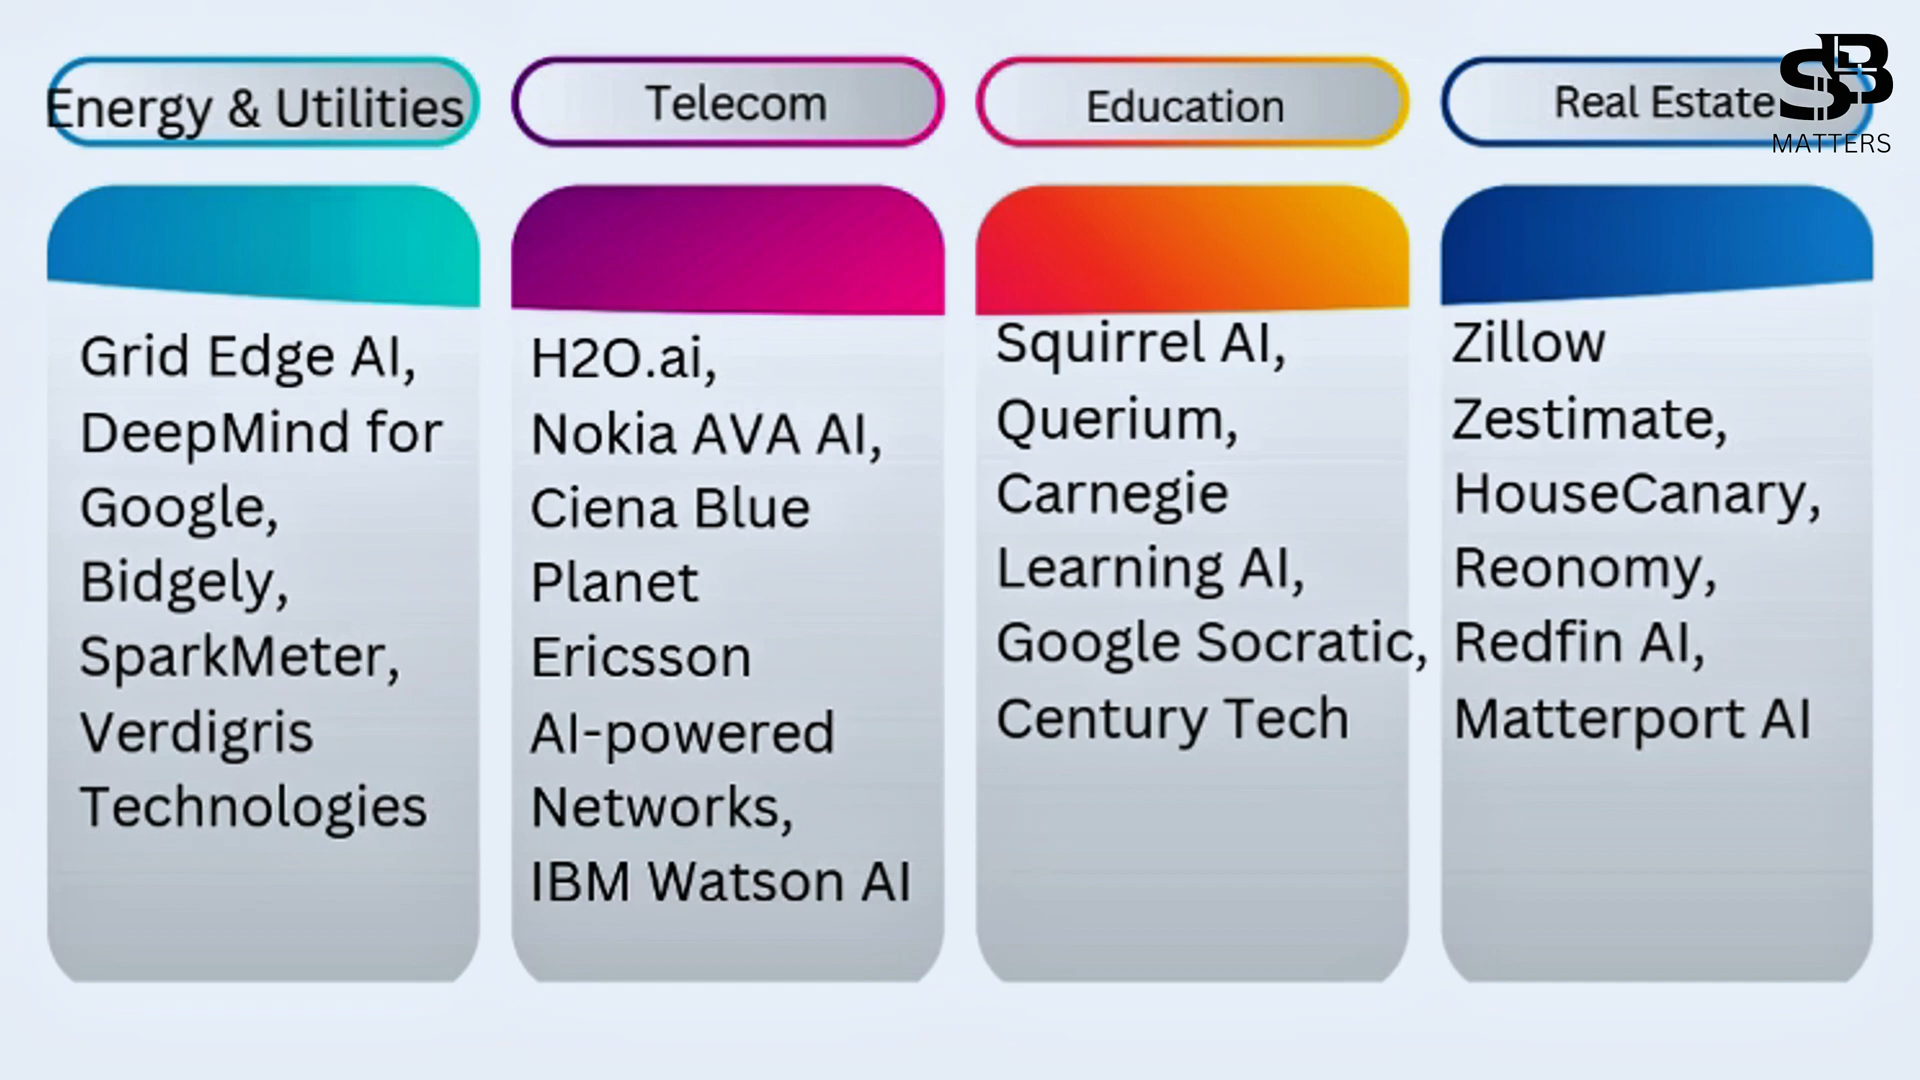 Energy & Utilities
Telecom
Education
Real Estate
SLB
MATTERS
Grid Edge AI,
DeepMind for
Google,
Bidgely,
SparkMeter,
Verdigris
Technologies
H2O.ai,
Nokia AVA AI,
Ciena Blue
Planet
Ericsson
AI-powered
Networks,
IBM Watson AI
Squirrel AI,
Querium,
Carnegie
Learning AI,
Google Socratic,
Century Tech
Zillow
Zestimate,
HouseCanary,
Reonomy,
Redfin AI,
Matterport AI